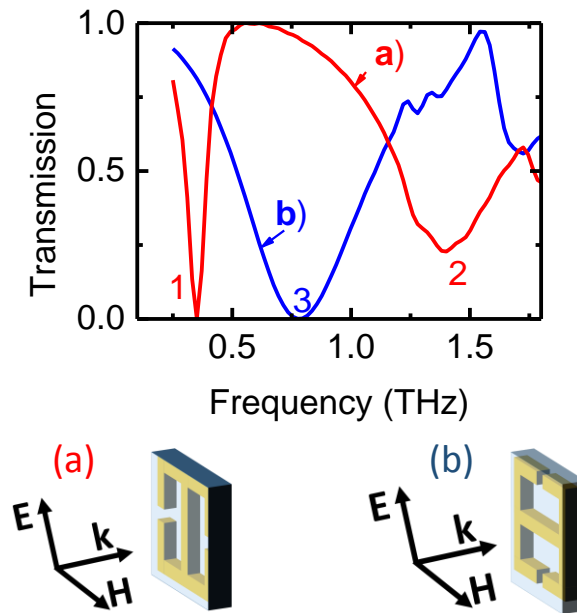 1.0
a)
Transmission
0.5
b)
1
3
2
0.0
0.5
1.0
1.5
Frequency (THz)
(a)
(b)
E
k
H
E
k
H